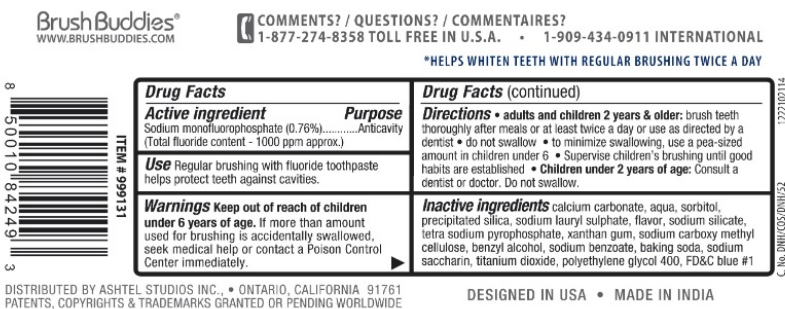 Brush Buddies®
WWW.BRUSHBUDDIES.COM
COMMENTS? / QUESTIONS? / COMMENTAIRES?
1-877-274-8358 TOLL FREE IN U.S.A. • 1-909-434-0911 INTERNATIONAL
*HELPS WHITEN TEETH WITH REGULAR BRUSHING TWICE A DAY
8 50010 84249 3
ITEM # 999131
Drug Facts
Active ingredient Purpose
Sodium monofluorophosphate (0.76%)............Anticavity
(Total fluoride content - 1000 ppm approx.)
Use Regular brushing with fluoride toothpaste
helps protect teeth against cavities.
Warnings Keep out of reach of children
under 6 years of age. If more than amount
used for brushing is accidentally swallowed,
seek medical help or contact a Poison Control
Center immediately.
Drug Facts (continued)
Directions • adults and children 2 years & older: brush teeth
thoroughly after meals or at least twice a day or use as directed by a
dentist • do not swallow • to minimize swallowing, use a pea-sized
amount in children under 6 • Supervise children's brushing until good
habits are established • Children under 2 years of age: Consult a
dentist or doctor. Do not swallow.
Inactive ingredients calcium carbonate, aqua, sorbitol,
precipitated silica, sodium lauryl sulphate, flavor, sodium silicate,
tetra sodium pyrophosphate, xanthan gum, sodium carboxy methyl
cellulose, benzyl alcohol, sodium benzoate, baking soda, sodium
saccharin, titanium dioxide, polyethylene glycol 400, FD&C blue #1
1222102114
C. No. DNH/COS/DNH/52
DISTRIBUTED BY ASHTEL STUDIOS INC., • ONTARIO, CALIFORNIA 91761
PATENTS, COPYRIGHTS & TRADEMARKS GRANTED OR PENDING WORLDWIDE
DESIGNED IN USA • MADE IN INDIA